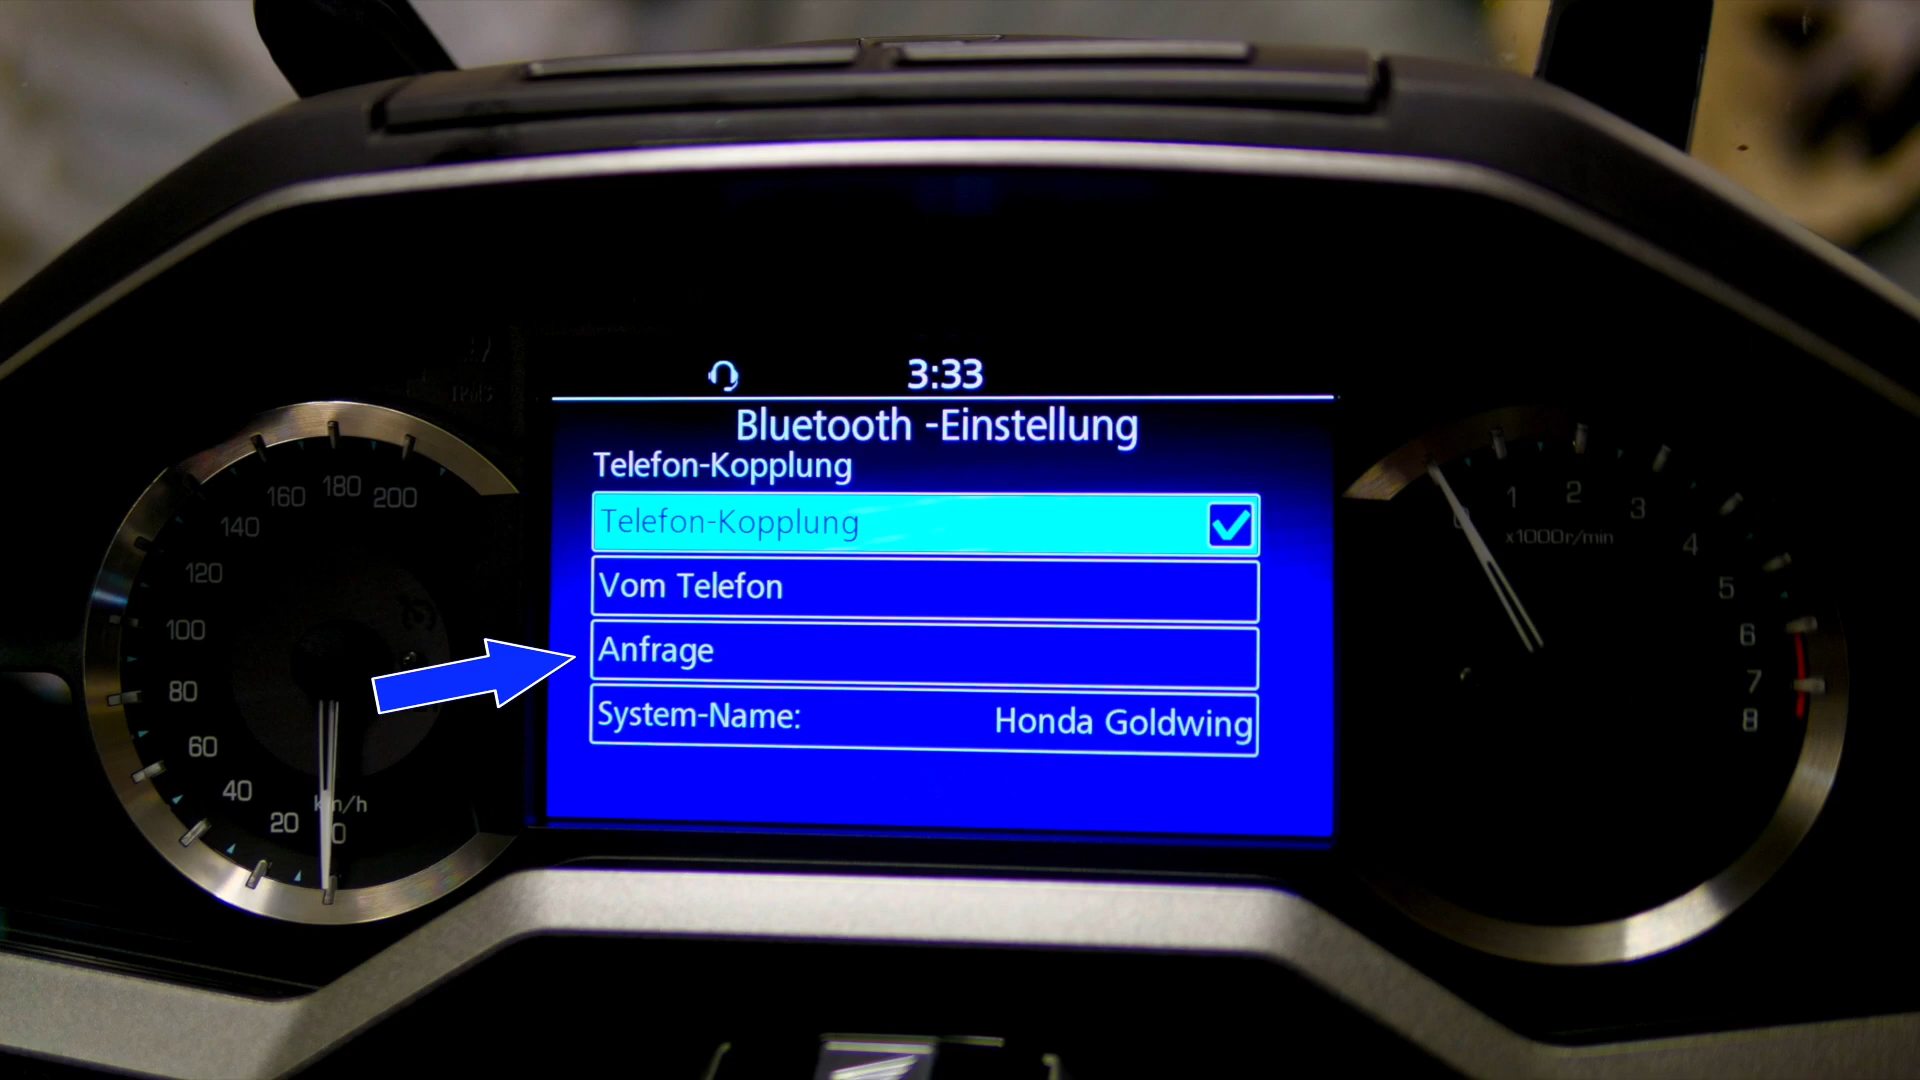 3:33
Bluetooth -Einstellung
Telefon-Kopplung
Telefon-Kopplung
Vom Telefon
Anfrage
System-Name: Honda Goldwing
160 180 200
140
120
100
80
60
40
20
km/h
0
0 1 2 3 4 5 6 7 8
x1000r/min